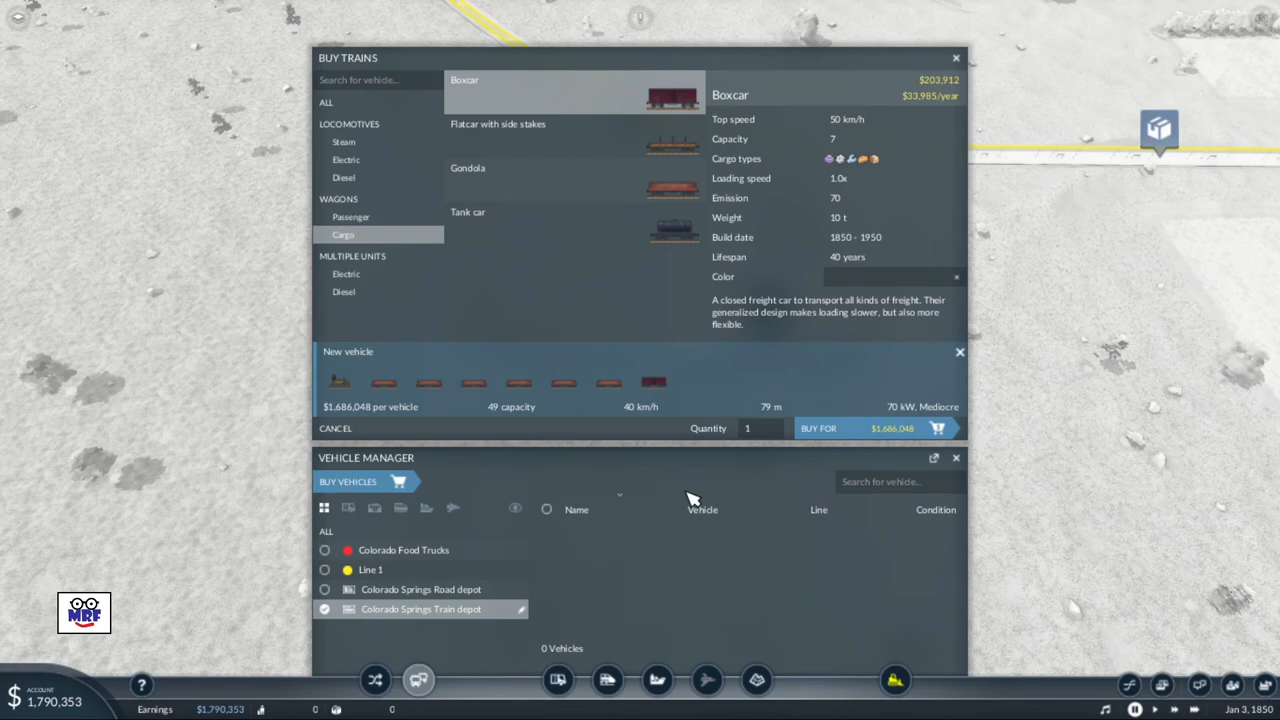 BUY TRAINS
Search for vehicle...
ALL
LOCOMOTIVES
Steam
Electric
Diesel
WAGONS
Passenger
Cargo
MULTIPLE UNITS
Electric
Diesel
Boxcar
Flatcar with side stakes
Gondola
Tank car
$203,912
Boxcar
$33,985/year
Top speed 50 km/h
Capacity 7
Cargo types
Loading speed 1.0x
Emission 70
Weight 10 t
Build date 1850 - 1950
Lifespan 40 years
Color
A closed freight car to transport all kinds of freight. Their
generalized design makes loading slower, but also more
flexible.
New vehicle
$1,686,048 per vehicle 49 capacity 40 km/h 79 m 70 kW, Mediocre
CANCEL Quantity 1 BUY FOR $1,686,048
VEHICLE MANAGER
BUY VEHICLES Search for vehicle...
Name Vehicle Line Condition
ALL
Colorado Food Trucks
Line 1
Colorado Springs Road depot
Colorado Springs Train depot
0 Vehicles
MRF
$ ACCOUNT
1,790,353
?
Earnings $1,790,353 0 0 Jan 3, 1850